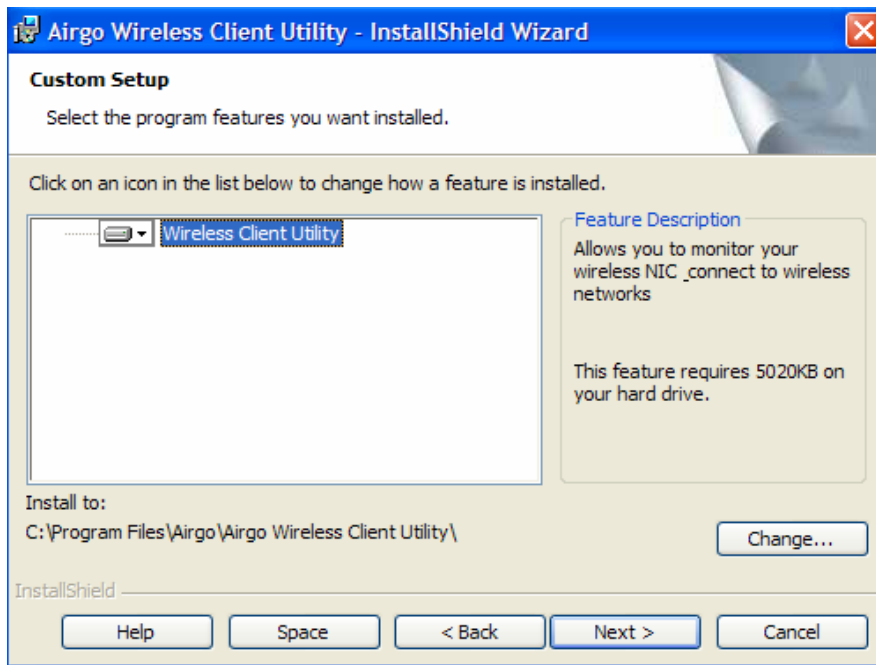 Airgo Wireless Client Utility - InstallShield Wizard
Custom Setup
Select the program features you want installed.
Click on an icon in the list below to change how a feature is installed.
Wireless Client Utility
Feature Description
Allows you to monitor your
wireless NIC _connect to wireless
networks
This feature requires 5020KB on
your hard drive.
Install to:
C:\Program Files\Airgo\Airgo Wireless Client Utility\
Change...
InstallShield
Help
Space
< Back
Next >
Cancel